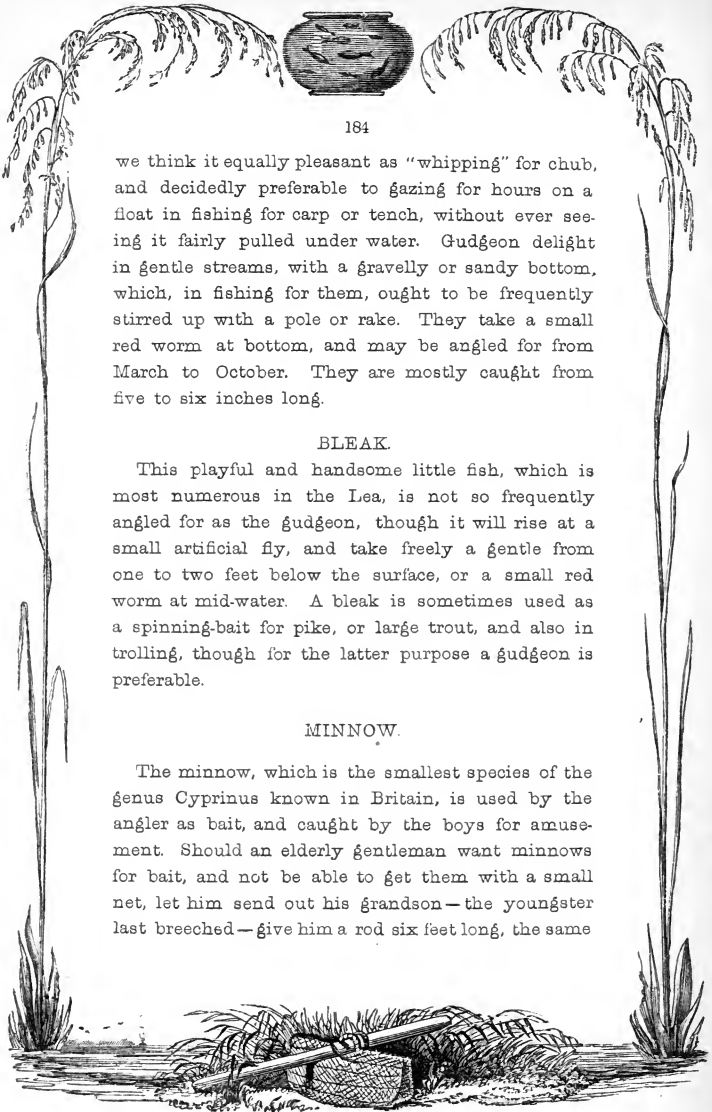 184
we think it equally pleasant as "whipping" for chub,
and decidedly preferable to gazing for hours on a
float in fishing for carp or tench, without ever see-
ing it fairly pulled under water. Gudgeon delight
in gentle streams, with a gravelly or sandy bottom,
which, in fishing for them, ought to be frequently
stirred up with a pole or rake. They take a small
red worm at bottom, and may be angled for from
March to October. They are mostly caught from
five to six inches long.
BLEAK.
This playful and handsome little fish, which is
most numerous in the Lea, is not so frequently
angled for as the gudgeon, though it will rise at a
small artificial fly, and take freely a gentle from
one to two feet below the surface, or a small red
worm at mid-water. A bleak is sometimes used as
a spinning-bait for pike, or large trout, and also in
trolling, though for the latter purpose a gudgeon is
preferable.
MINNOW.
The minnow, which is the smallest species of the
genus Cyprinus known in Britain, is used by the
angler as bait, and caught by the boys for amuse-
ment. Should an elderly gentleman want minnows
for bait, and not be able to get them with a small
net, let him send out his grandson—the youngster
last breeched—give him a rod six feet long, the same